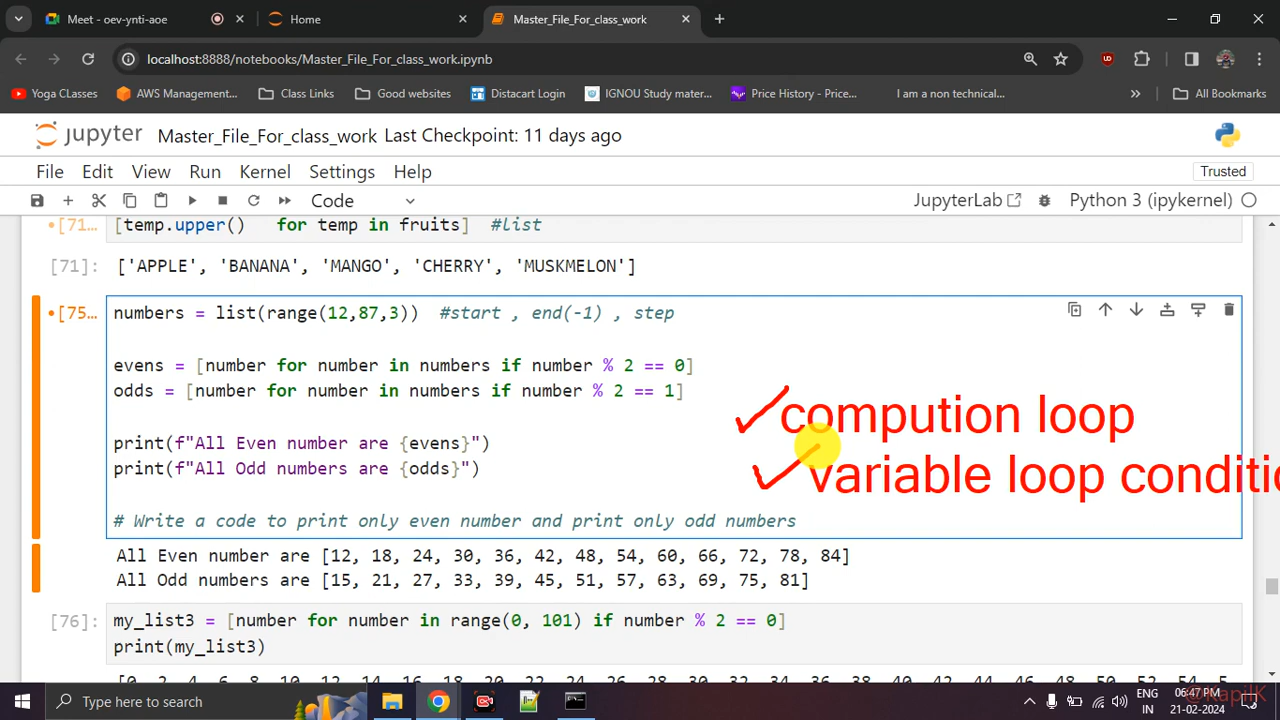 Meet - oev-ynti-aoe
Home
Master_File_For_class_work
localhost:8888/notebooks/Master_File_For_class_work.ipynb
Yoga ClAsses
AWS Management...
Class Links
Good websites
Distacart Login
IGNOU Study mater...
Price History - Price...
I am a non technical...
All Bookmarks
jupyter Master_File_For_class_work Last Checkpoint: 11 days ago
File Edit View Run Kernel Settings Help
Trusted
Code
JupyterLab
Python 3 (ipykernel)
[71... [temp.upper()   for temp in fruits]  #list
[71]: ['APPLE', 'BANANA', 'MANGO', 'CHERRY', 'MUSKMELON']
[75... numbers = list(range(12,87,3))  #start , end(-1) , step
evens = [number for number in numbers if number % 2 == 0]
odds = [number for number in numbers if number % 2 == 1]
compution loop
print(f"All Even number are {evens}")
print(f"All Odd numbers are {odds}")
variable loop conditio
# Write a code to print only even number and print only odd numbers
All Even number are [12, 18, 24, 30, 36, 42, 48, 54, 60, 66, 72, 78, 84]
All Odd numbers are [15, 21, 27, 33, 39, 45, 51, 57, 63, 69, 75, 81]
[76]: my_list3 = [number for number in range(0, 101) if number % 2 == 0]
print(my_list3)
Type here to search
ENG
IN
06:47 PM
21-02-2024
@KapilK